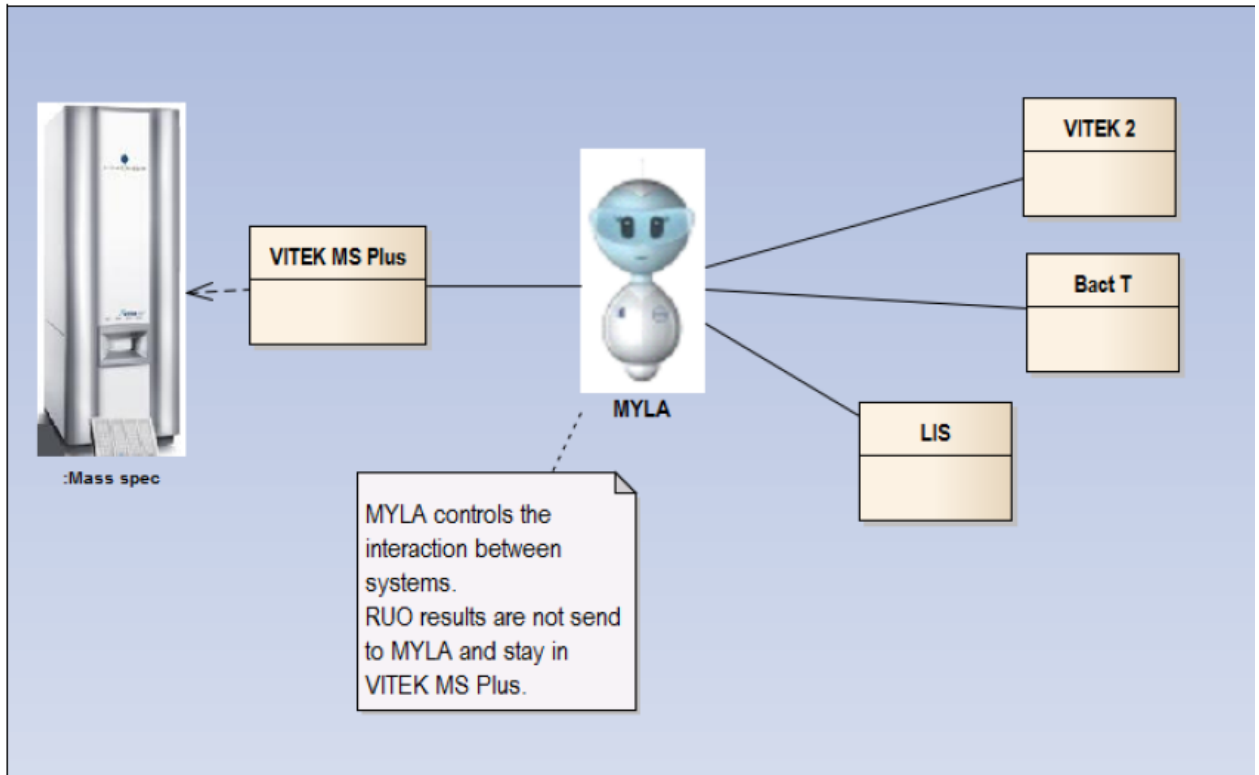 VITEK 2
VITEK MS Plus
Bact T
MYLA
LIS
:Mass spec
MYLA controls the
interaction between
systems.
RUO results are not send
to MYLA and stay in
VITEK MS Plus.